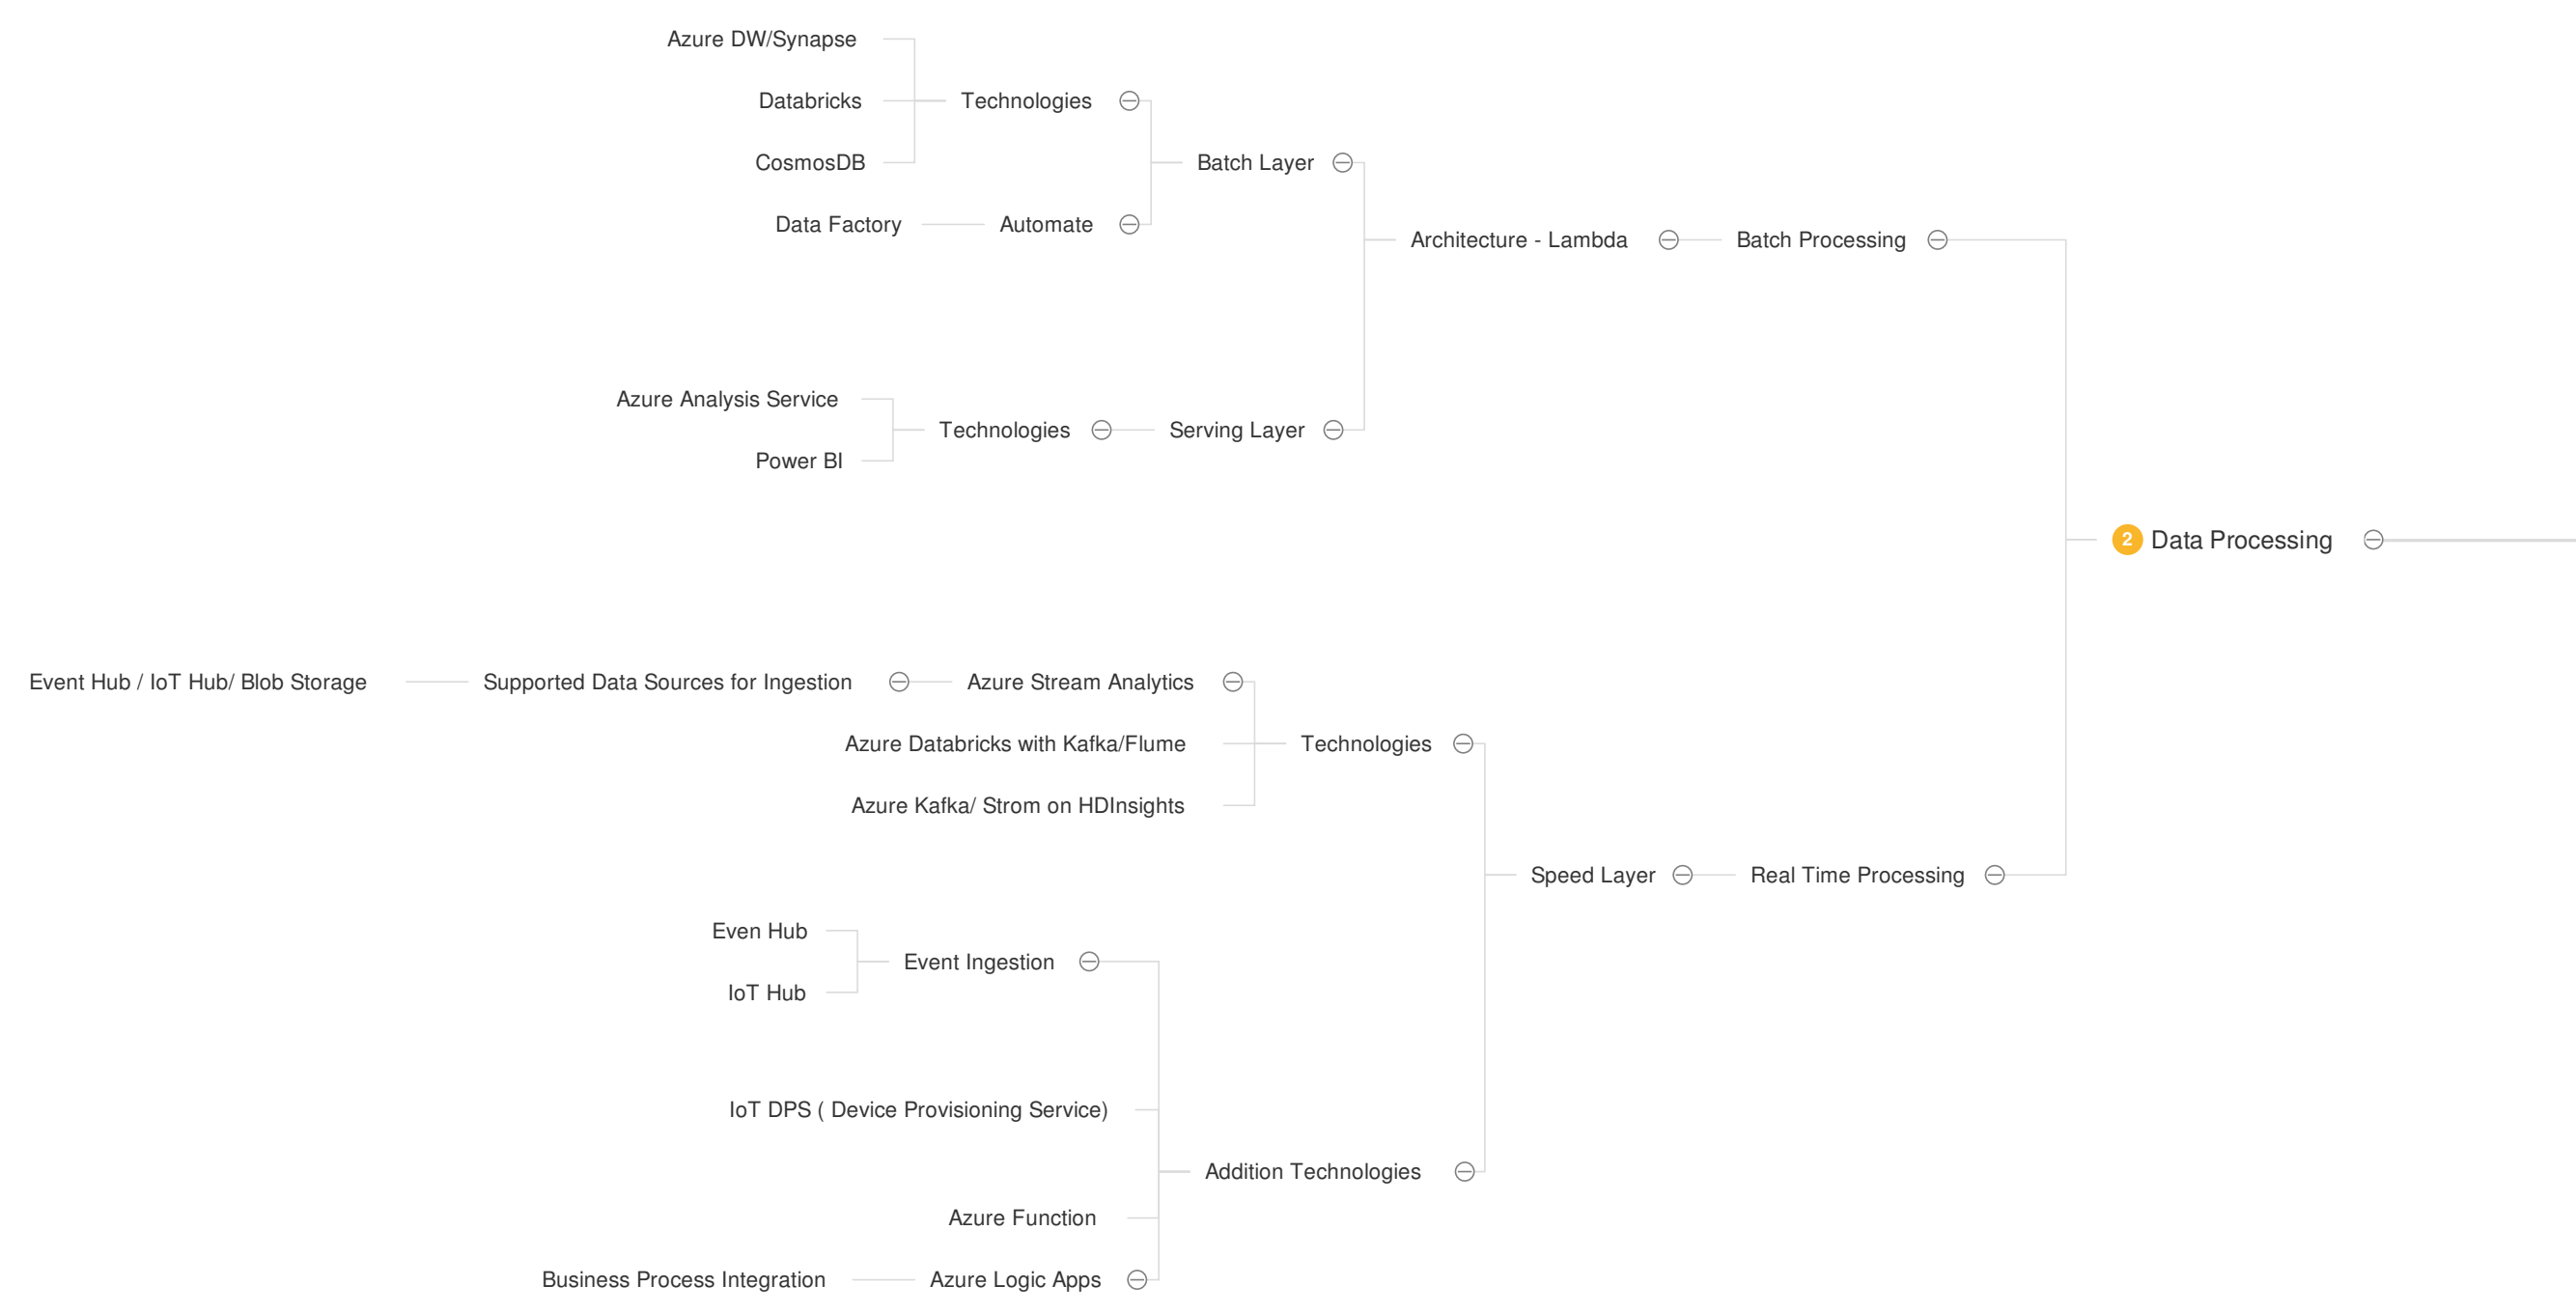 Azure DW/Synapse
Databricks
Technologies
CosmosDB
Batch Layer
Data Factory
Automate
Architecture - Lambda
Batch Processing
Azure Analysis Service
Technologies
Serving Layer
Power BI
2 Data Processing
Event Hub / IoT Hub/ Blob Storage
Supported Data Sources for Ingestion
Azure Stream Analytics
Azure Databricks with Kafka/Flume
Technologies
Azure Kafka/ Strom on HDInsights
Speed Layer
Real Time Processing
Even Hub
Event Ingestion
IoT Hub
IoT DPS ( Device Provisioning Service)
Addition Technologies
Azure Function
Business Process Integration
Azure Logic Apps